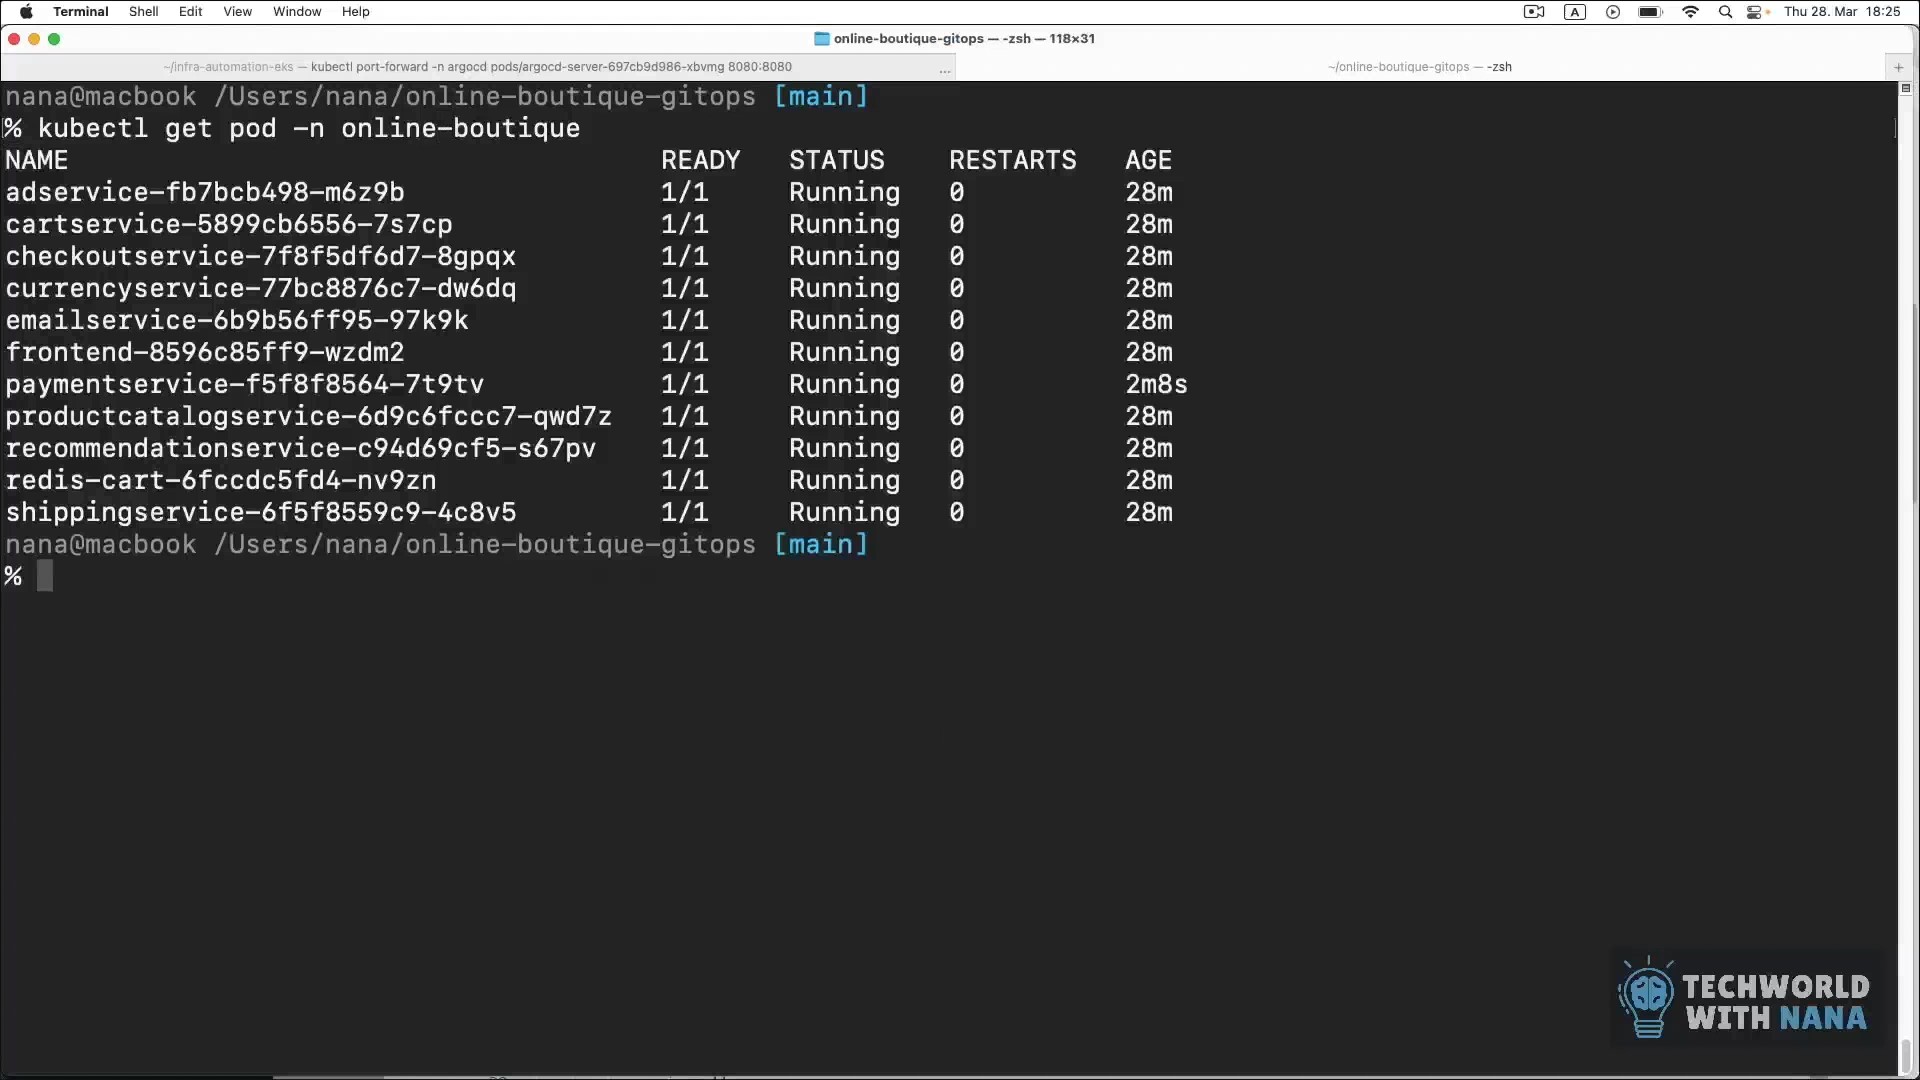 Terminal Shell Edit View Window Help A Thu 28. Mar 18:25
online-boutique-gitops — -zsh — 118×31
~/infra-automation-eks — kubectl port-forward -n argocd pods/argocd-server-697cb9d986-xbvmg 8080:8080 ... ~/online-boutique-gitops — -zsh +
nana@macbook /Users/nana/online-boutique-gitops [main]
% kubectl get pod -n online-boutique
NAME READY STATUS RESTARTS AGE
adservice-fb7bcb498-m6z9b 1/1 Running 0 28m
cartservice-5899cb6556-7s7cp 1/1 Running 0 28m
checkoutservice-7f8f5df6d7-8gpqx 1/1 Running 0 28m
currencyservice-77bc8876c7-dw6dq 1/1 Running 0 28m
emailservice-6b9b56ff95-97k9k 1/1 Running 0 28m
frontend-8596c85ff9-wzdm2 1/1 Running 0 28m
paymentservice-f5f8f8564-7t9tv 1/1 Running 0 2m8s
productcatalogservice-6d9c6fccc7-qwd7z 1/1 Running 0 28m
recommendationservice-c94d69cf5-s67pv 1/1 Running 0 28m
redis-cart-6fccdc5fd4-nv9zn 1/1 Running 0 28m
shippingservice-6f5f8559c9-4c8v5 1/1 Running 0 28m
nana@macbook /Users/nana/online-boutique-gitops [main]
%
TECHWORLD
WITH NANA